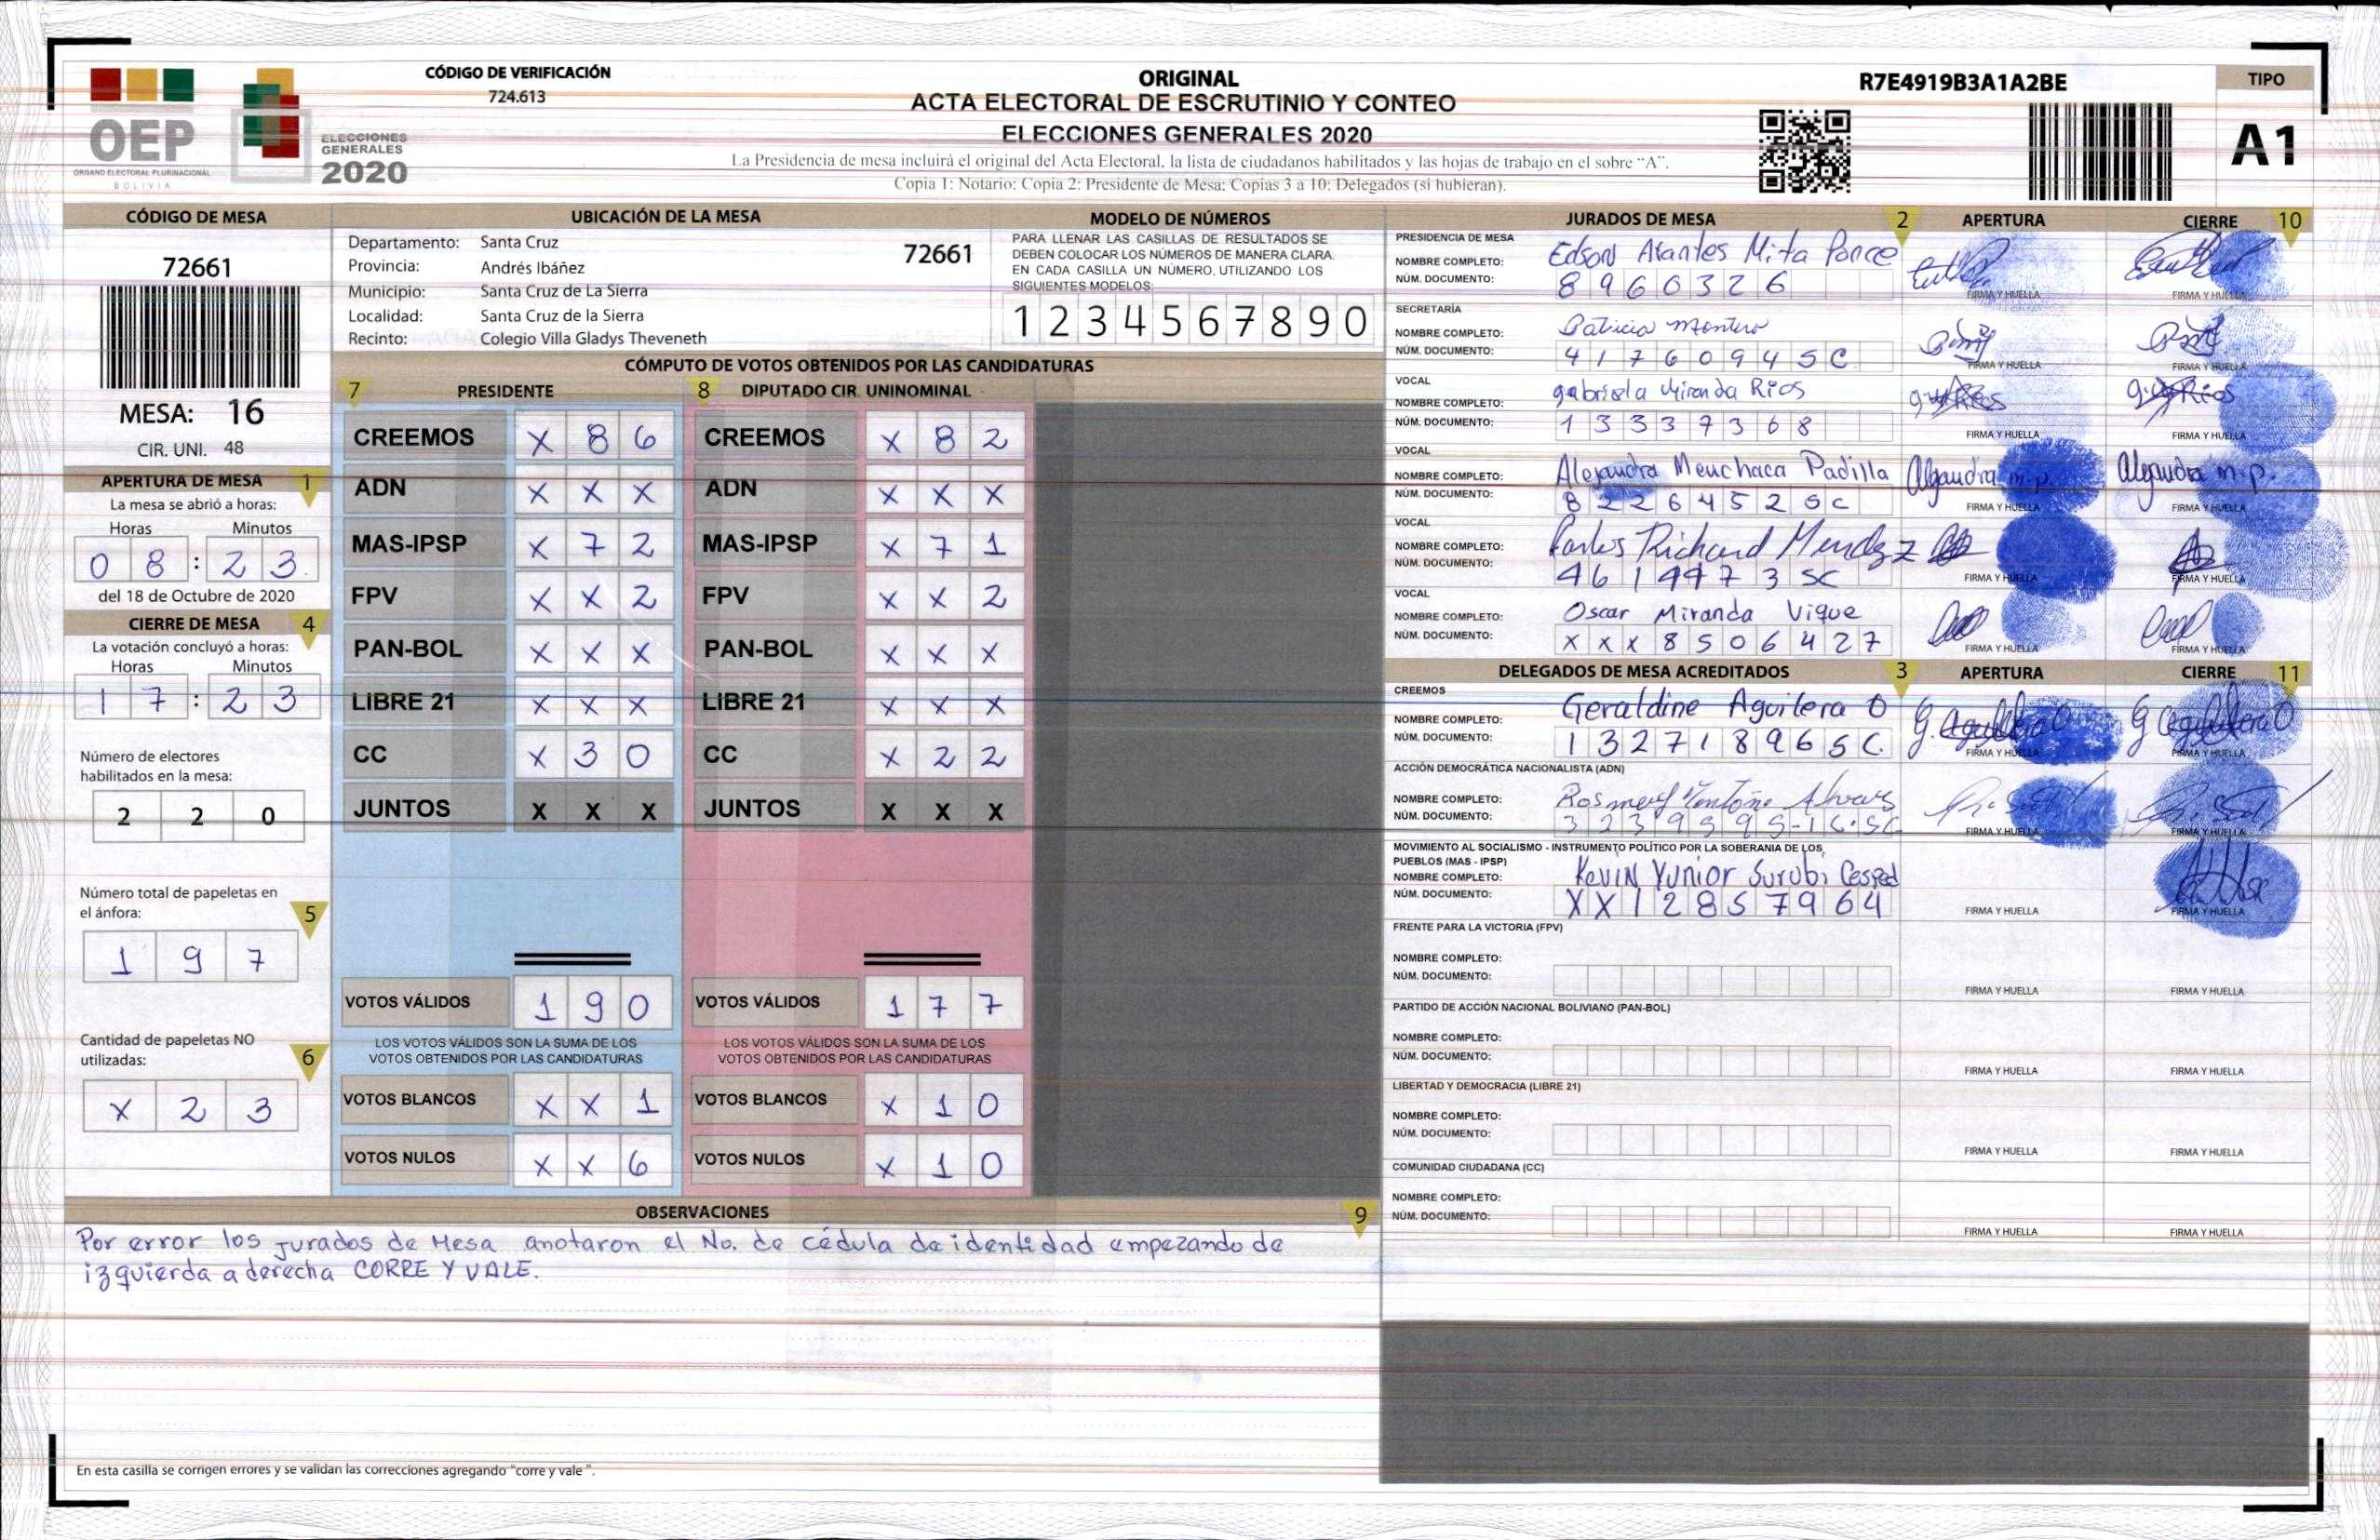 CÓDIGO DE VERIFICACIÓN
724.613
OEP
ÓRGANO ELECTORAL PLURINACIONAL
BOLIVIA
ELECCIONES
GENERALES
2020
ORIGINAL
ACTA ELECTORAL DE ESCRUTINIO Y CONTEO
ELECCIONES GENERALES 2020
La Presidencia de mesa incluirá el original del Acta Electoral, la lista de ciudadanos habilitados y las hojas de trabajo en el sobre "A".
Copia 1: Notario: Copia 2: Presidente de Mesa: Copias 3 a 10: Delegados (si hubieran).
R7E4919B3A1A2BE
TIPO
A1
CÓDIGO DE MESA
72661
MESA: 16
CIR. UNI. 48
APERTURA DE MESA 1
La mesa se abrió a horas:
Horas Minutos
0 8 : 2 3
del 18 de Octubre de 2020
CIERRE DE MESA 4
La votación concluyó a horas:
Horas Minutos
1 7 : 2 3
Número de electores
habilitados en la mesa:
2 2 0
Número total de papeletas en
el ánfora: 5
1 9 7
Cantidad de papeletas NO
utilizadas: 6
X 2 3
UBICACIÓN DE LA MESA
Departamento: Santa Cruz 72661
Provincia: Andrés Ibáñez
Municipio: Santa Cruz de La Sierra
Localidad: Santa Cruz de la Sierra
Recinto: Colegio Villa Gladys Theveneth
MODELO DE NÚMEROS
PARA LLENAR LAS CASILLAS DE RESULTADOS SE
DEBEN COLOCAR LOS NÚMEROS DE MANERA CLARA.
EN CADA CASILLA UN NÚMERO, UTILIZANDO LOS
SIGUIENTES MODELOS:
1 2 3 4 5 6 7 8 9 0
CÓMPUTO DE VOTOS OBTENIDOS POR LAS CANDIDATURAS
7 PRESIDENTE 8 DIPUTADO CIR. UNINOMINAL
CREEMOS X 8 6 CREEMOS X 8 2
ADN X X X ADN X X X
MAS-IPSP X 7 2 MAS-IPSP X 7 1
FPV X X 2 FPV X X 2
PAN-BOL X X X PAN-BOL X X X
LIBRE 21 X X X LIBRE 21 X X X
CC X 3 0 CC X 2 2
JUNTOS X X X JUNTOS X X X
VOTOS VÁLIDOS 1 9 0 VOTOS VÁLIDOS 1 7 7
LOS VOTOS VÁLIDOS SON LA SUMA DE LOS LOS VOTOS VÁLIDOS SON LA SUMA DE LOS
VOTOS OBTENIDOS POR LAS CANDIDATURAS VOTOS OBTENIDOS POR LAS CANDIDATURAS
VOTOS BLANCOS X X 1 VOTOS BLANCOS X 1 0
VOTOS NULOS X X 6 VOTOS NULOS X 1 0
OBSERVACIONES 9
Por error los jurados de Mesa anotaron el No. de cédula de identidad empezando de
izquierda a derecha CORRE Y VALE.
En esta casilla se corrigen errores y se validan las correcciones agregando "corre y vale ".
JURADOS DE MESA 2 APERTURA CIERRE 10
PRESIDENCIA DE MESA
NOMBRE COMPLETO: Edson Arantes Mita Ponce
NÚM. DOCUMENTO: 8 9 6 0 3 2 6
FIRMA Y HUELLA FIRMA Y HUELLA
SECRETARÍA
NOMBRE COMPLETO: Patricia Montero
NÚM. DOCUMENTO: 4 1 7 6 0 9 4 S C
FIRMA Y HUELLA FIRMA Y HUELLA
VOCAL
NOMBRE COMPLETO: gabriela Miranda Rios
NÚM. DOCUMENTO: 1 3 3 3 7 3 6 8
FIRMA Y HUELLA FIRMA Y HUELLA
VOCAL
NOMBRE COMPLETO: Alejandra Menchaca Padilla
NÚM. DOCUMENTO: 8 2 2 6 4 5 2 S C
Alejandra m.p. Alejandra m.p.
FIRMA Y HUELLA FIRMA Y HUELLA
VOCAL
NOMBRE COMPLETO: Carlos Richard Mendez
NÚM. DOCUMENTO: 4 6 1 9 9 7 3 SC
FIRMA Y HUELLA FIRMA Y HUELLA
VOCAL
NOMBRE COMPLETO: Oscar Miranda Vique
NÚM. DOCUMENTO: X X X 8 5 0 6 4 2 7
FIRMA Y HUELLA FIRMA Y HUELLA
DELEGADOS DE MESA ACREDITADOS 3 APERTURA CIERRE 11
CREEMOS
NOMBRE COMPLETO: Geraldine Aguilera O
NÚM. DOCUMENTO: 1 3 2 7 1 8 9 6 S C.
G. Aguilera O G Aguilera O
FIRMA Y HUELLA FIRMA Y HUELLA
ACCIÓN DEMOCRÁTICA NACIONALISTA (ADN)
NOMBRE COMPLETO: Rosmery
NÚM. DOCUMENTO:
FIRMA Y HUELLA FIRMA Y HUELLA
MOVIMIENTO AL SOCIALISMO - INSTRUMENTO POLÍTICO POR LA SOBERANIA DE LOS
PUEBLOS (MAS - IPSP)
NOMBRE COMPLETO: Kevin Yunior Surubi Cesped
NÚM. DOCUMENTO: X X 1 2 8 5 7 9 6 4
FIRMA Y HUELLA FIRMA Y HUELLA
FRENTE PARA LA VICTORIA (FPV)
NOMBRE COMPLETO:
NÚM. DOCUMENTO:
FIRMA Y HUELLA FIRMA Y HUELLA
PARTIDO DE ACCIÓN NACIONAL BOLIVIANO (PAN-BOL)
NOMBRE COMPLETO:
NÚM. DOCUMENTO:
FIRMA Y HUELLA FIRMA Y HUELLA
LIBERTAD Y DEMOCRACIA (LIBRE 21)
NOMBRE COMPLETO:
NÚM. DOCUMENTO:
FIRMA Y HUELLA FIRMA Y HUELLA
COMUNIDAD CIUDADANA (CC)
NOMBRE COMPLETO:
NÚM. DOCUMENTO:
FIRMA Y HUELLA FIRMA Y HUELLA